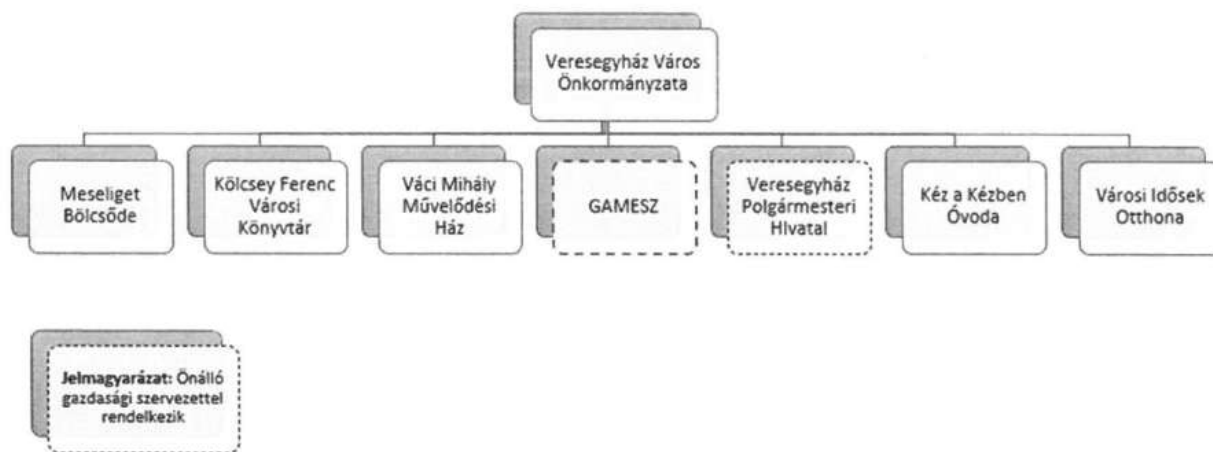 Veresegyház Város
Önkormányzata
Meseliget
Bölcsőde
Kölcsey Ferenc
Városi
Könyvtár
Váci Mihály
Művelődési
Ház
GAMESZ
Veresegyház
Polgármesteri
HIvatal
Kéz a Kézben
Óvoda
Városi Idősek
Otthona
Jelmagyarázat: Önálló
gazdasági szervezettel
rendelkezik